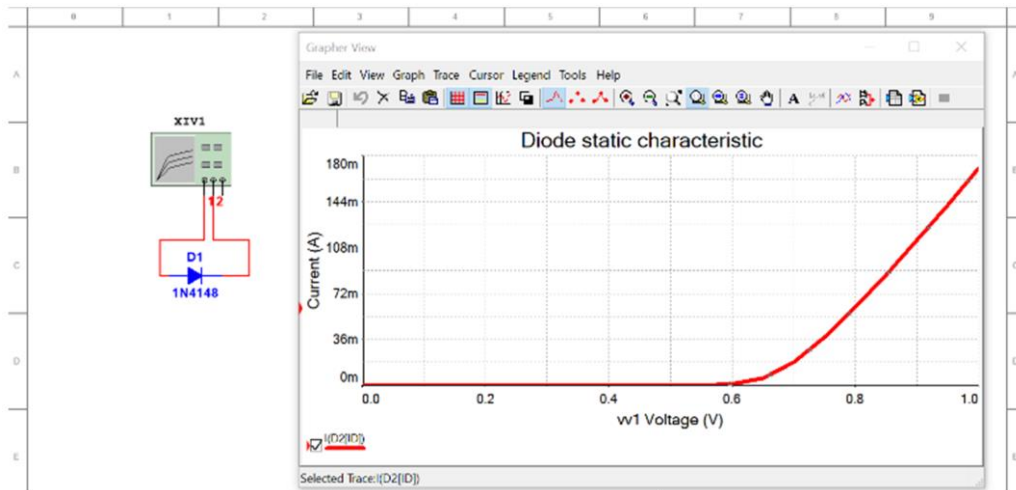 0 1 2 3 4 5 6 7 8 9
Grapher View
File Edit View Graph Trace Cursor Legend Tools Help
A
A
XIV1
Diode static characteristic
180m
B
B
144m
12
Current (A)
108m
C
D1
C
1N4148
72m
36m
D
D
0m
0.0 0.2 0.4 0.6 0.8 1.0
vv1 Voltage (V)
I(D2[ID])
E
E
Selected Trace:I(D2[ID])